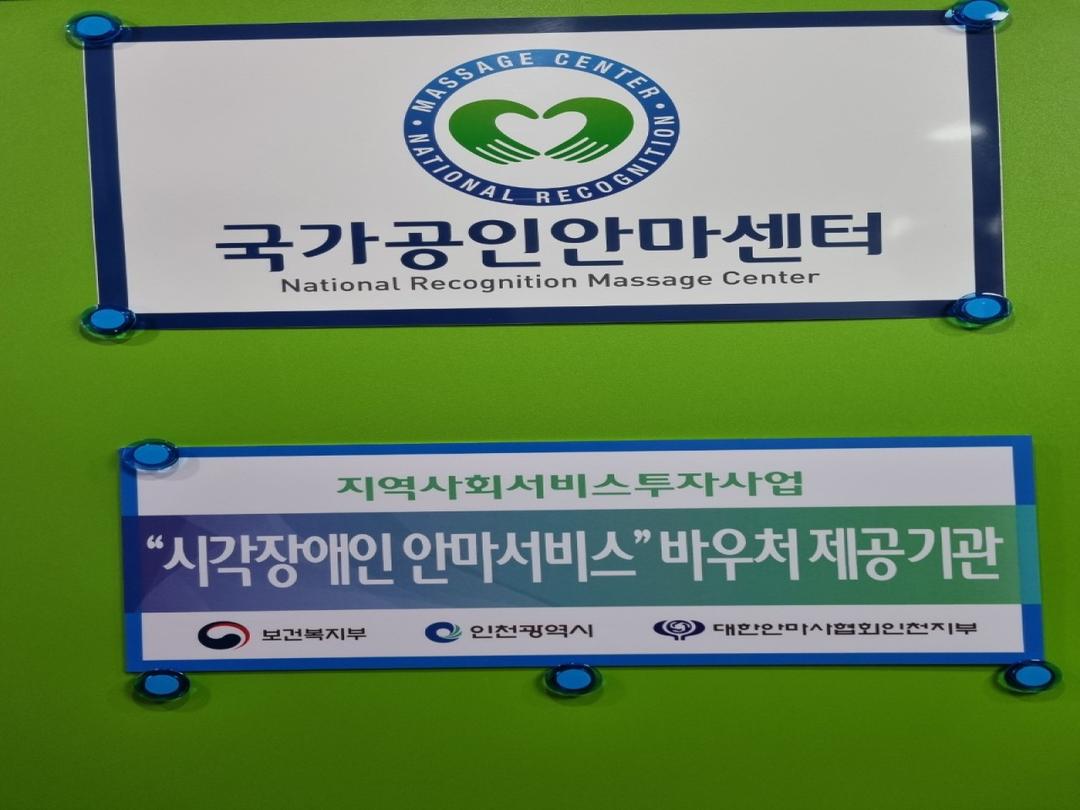 MASSAGE CENTER
NATIONAL RECOGNITION
국가공인안마센터
National Recognition Massage Center
지역사회서비스투자사업
“시각장애인 안마서비스” 바우처 제공기관
보건복지부 인천광역시 대한안마사협회인천지부